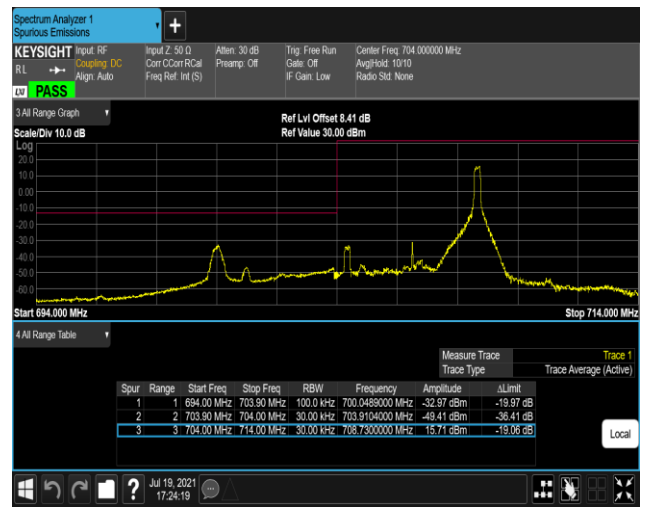 Spectrum Analyzer 1
Spurious Emissions
+
KEYSIGHT Input: RF Input Z: 50 Ω Atten: 30 dB Trig: Free Run Center Freq: 704.000000 MHz
RL Coupling: DC Corr CCorr RCal Preamp: Off Gate: Off Avg|Hold: 10/10
Align: Auto Freq Ref: Int (S) IF Gain: Low Radio Std: None
LXI PASS
3 All Range Graph
Ref Lvl Offset 8.41 dB
Scale/Div 10.0 dB Ref Value 30.00 dBm
Log
20.0
10.0
0.00
-10.0
-20.0
-30.0
-40.0
-50.0
-60.0
Start 694.000 MHz Stop 714.000 MHz
4 All Range Table
Measure Trace Trace 1
Trace Type Trace Average (Active)
Spur Range Start Freq Stop Freq RBW Frequency Amplitude ΔLimit
1 1 694.00 MHz 703.90 MHz 100.0 kHz 700.0489000 MHz -32.97 dBm -19.97 dB
2 2 703.90 MHz 704.00 MHz 30.00 kHz 703.9104000 MHz -49.41 dBm -36.41 dB
3 3 704.00 MHz 714.00 MHz 30.00 kHz 708.7300000 MHz 15.71 dBm -19.06 dB
Local
? Jul 19, 2021
17:24:19